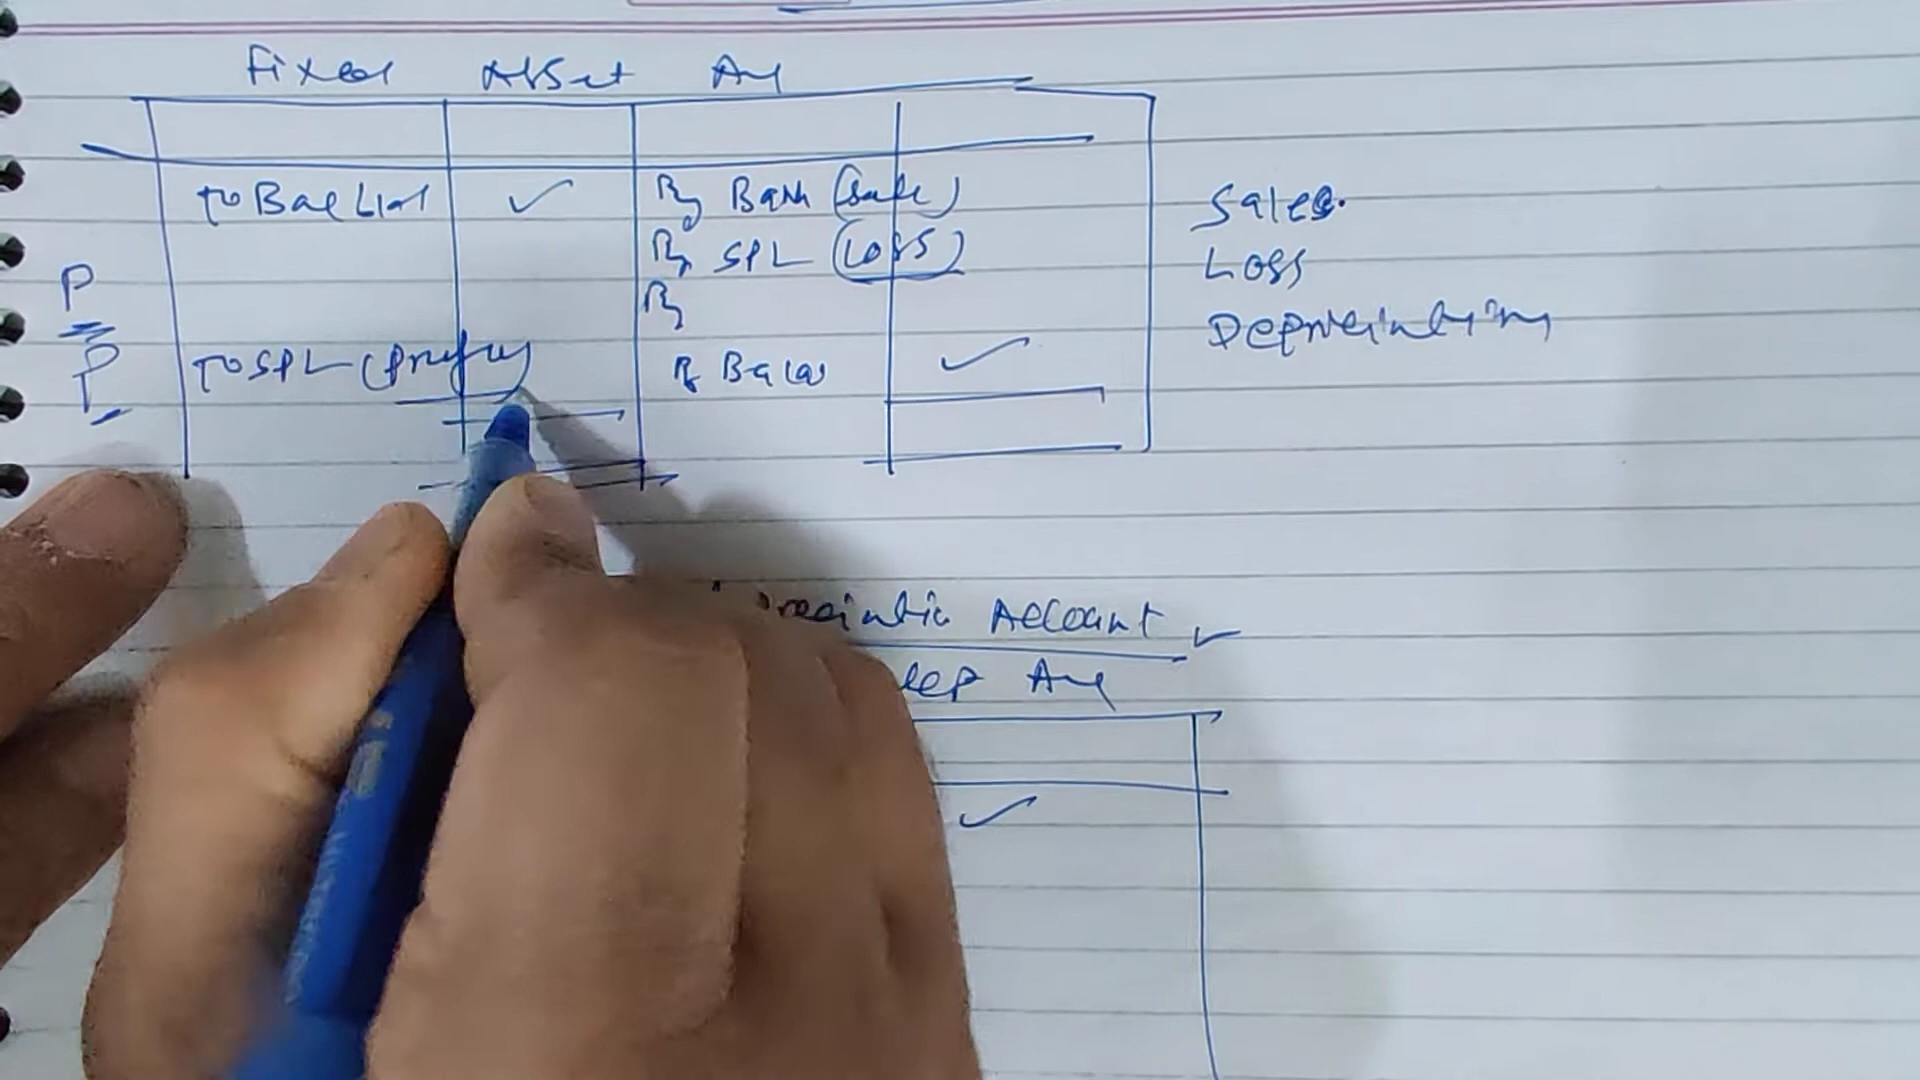 Fixed Asset A/c
To Bal b/d ✓ By Bank (Sale) Sales.
By SPL (Loss) Loss
P By Depreciation
P To SPL (Profit) By Bal c/d ✓
Account ✓
Dep A/c
✓